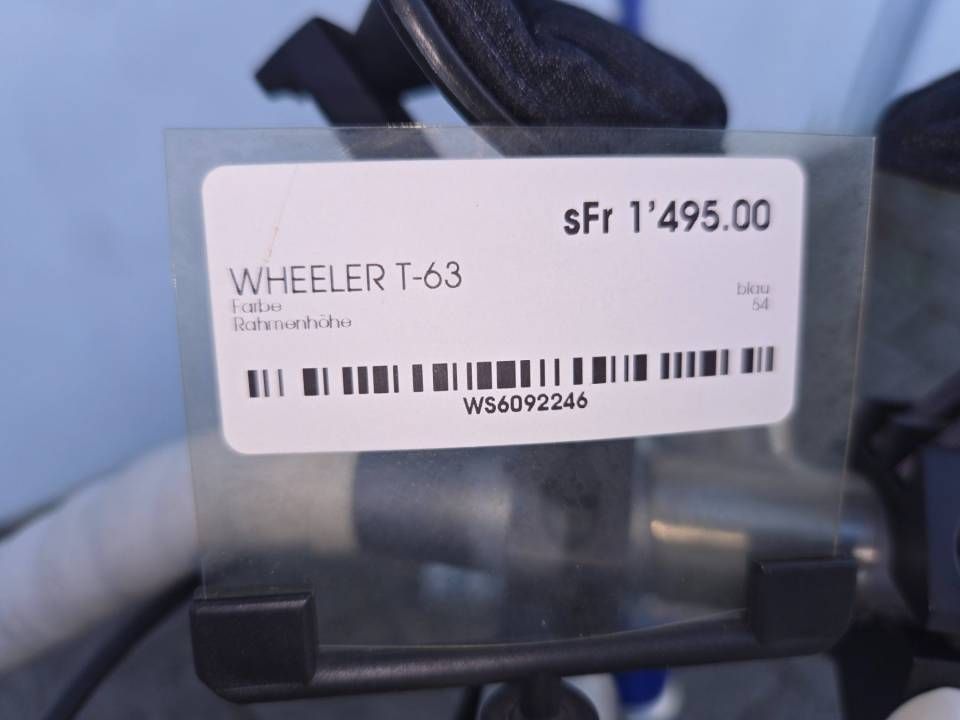 sFr 1’495.00
WHEELER T-63
Farbe blau
Rahmenhöhe 54
WS6092246